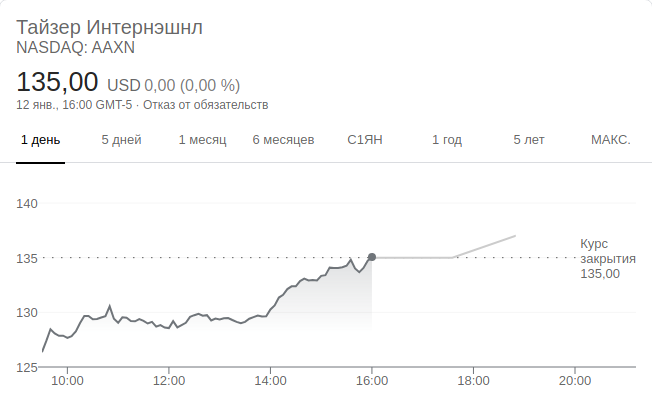 Тайзер Интернэшнл
NASDAQ: AAXN
135,00 USD 0,00 (0,00 %)
12 янв., 16:00 GMT-5 · Отказ от обязательств
1 день 5 дней 1 месяц 6 месяцев С1ЯН 1 год 5 лет МАКС.
140
135
130
125
Курс
закрытия
135,00
10:00 12:00 14:00 16:00 18:00 20:00